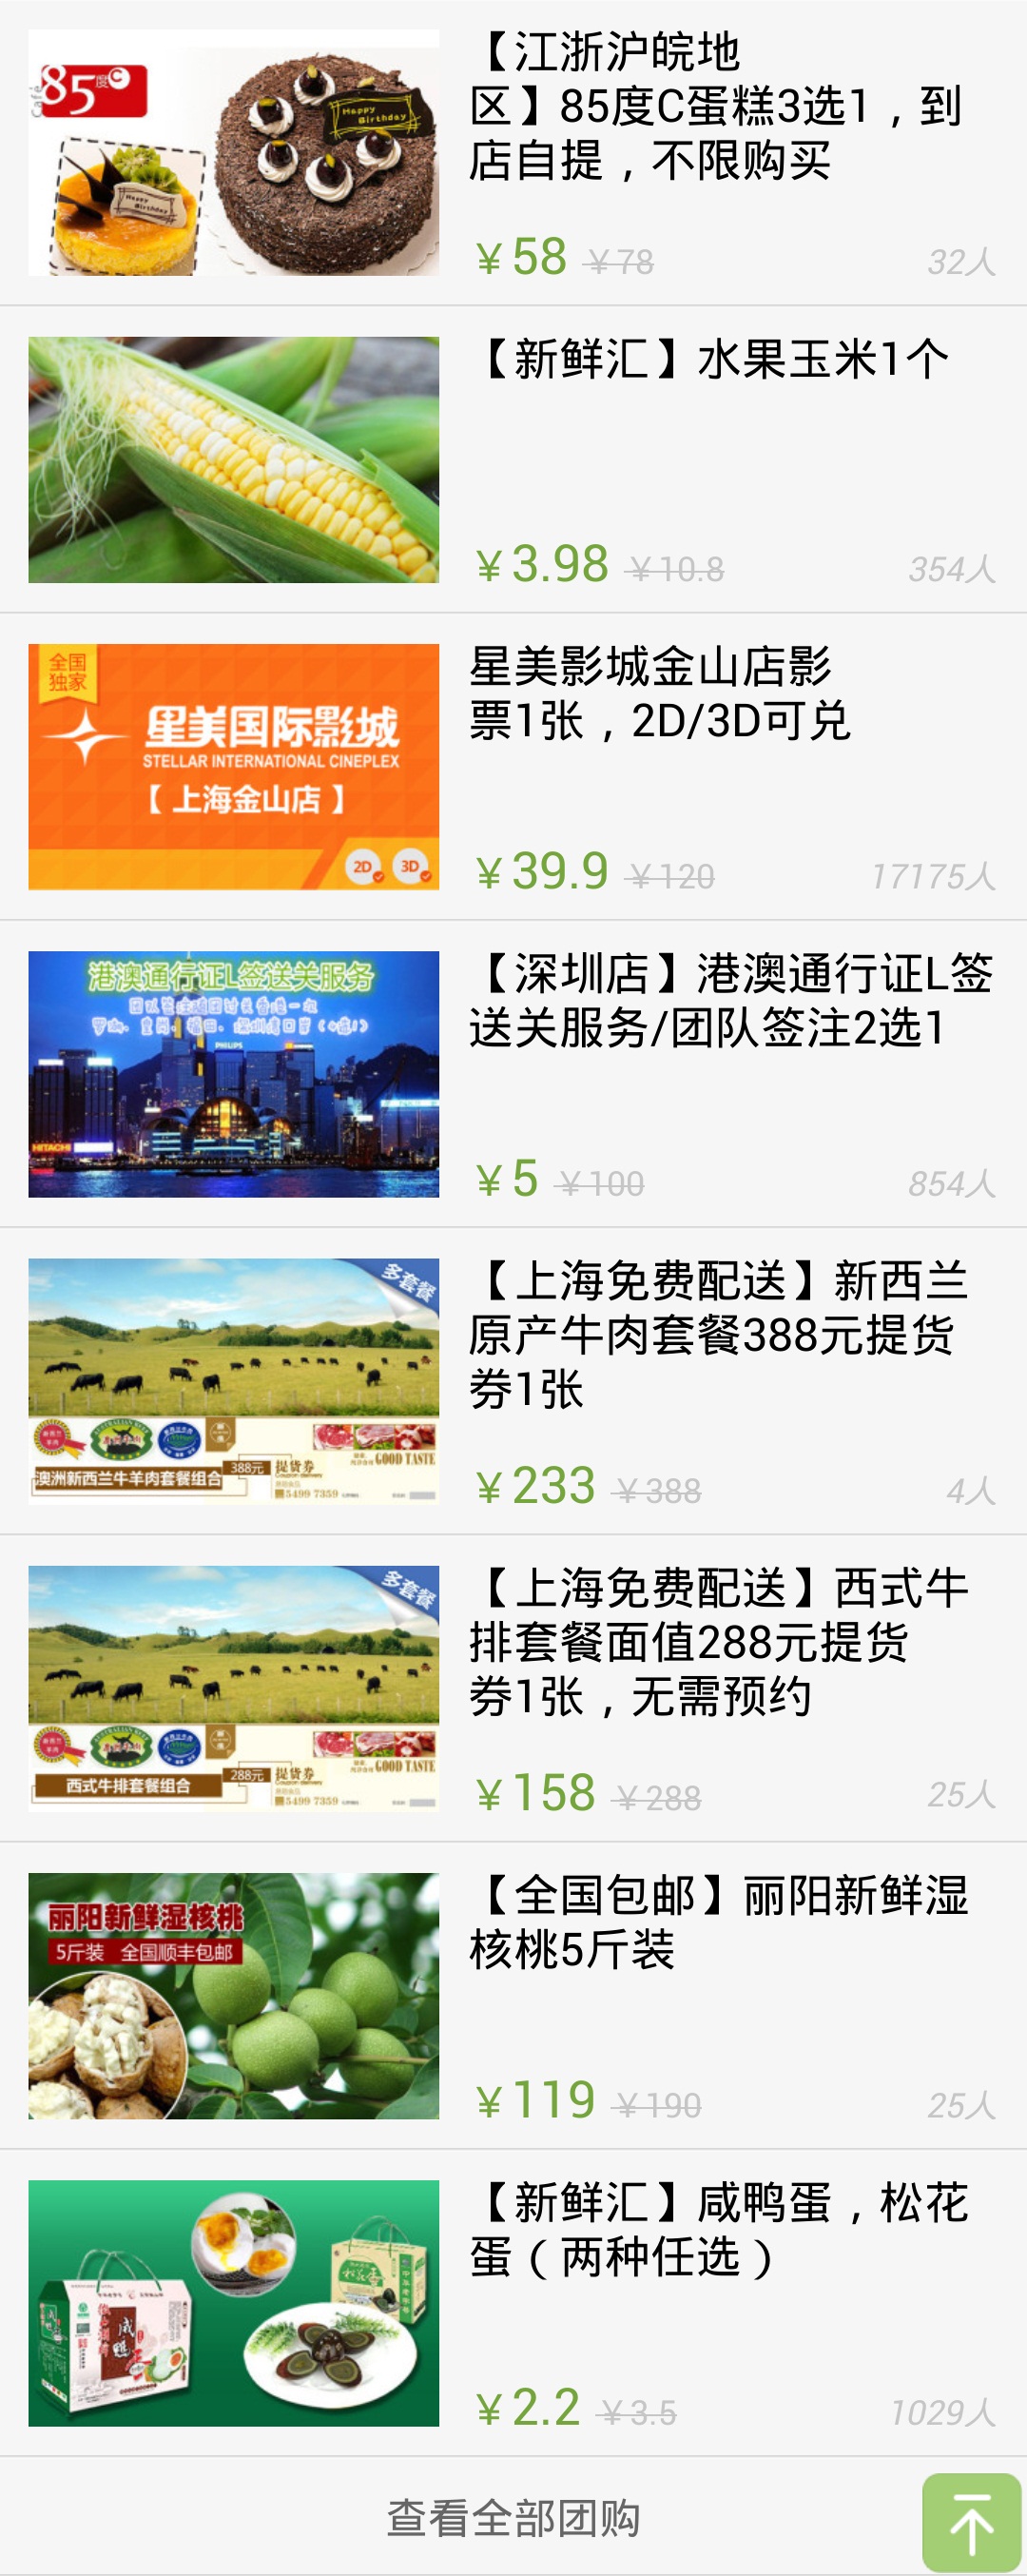 【江浙沪皖地
区】85度C蛋糕3选1，到
店自提，不限购买
¥58 ¥78 32人
Café
85度C
Happy Birthday
Happy Birthday
【新鲜汇】水果玉米1个
¥3.98 ¥10.8 354人
全国
独家
星美国际影城
STELLAR INTERNATIONAL CINEPLEX
【上海金山店】
2D 3D
星美影城金山店影
票1张，2D/3D可兑
¥39.9 ¥120 17175人
港澳通行证L签送关服务
PHILIPS
HITACHI
【深圳店】港澳通行证L签
送关服务/团队签注2选1
¥5 ¥100 854人
多套餐
澳洲新西兰牛羊肉套餐组合
388元
提货券
GOOD TASTE
5499 7359
【上海免费配送】新西兰
原产牛肉套餐388元提货
券1张
¥233 ¥388 4人
多套餐
西式牛排套餐组合
288元
提货券
GOOD TASTE
5499 7359
【上海免费配送】西式牛
排套餐面值288元提货
券1张，无需预约
¥158 ¥288 25人
丽阳新鲜湿核桃
5斤装 全国顺丰包邮
【全国包邮】丽阳新鲜湿
核桃5斤装
¥119 ¥190 25人
咸鸭
松花蛋
【新鲜汇】咸鸭蛋，松花
蛋（两种任选）
¥2.2 ¥3.5 1029人
查看全部团购